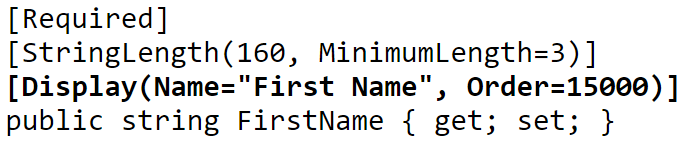 [Required]
[StringLength(160, MinimumLength=3)]
[Display(Name="First Name", Order=15000)]
public string FirstName { get; set; }